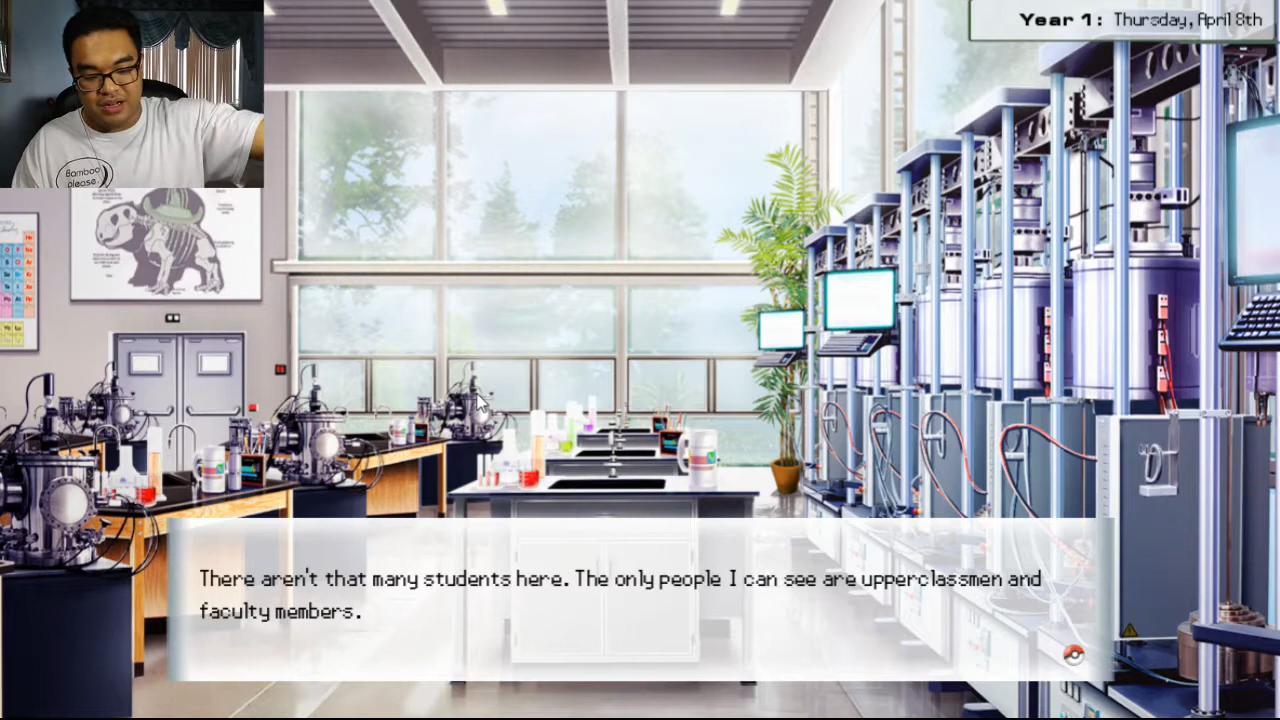 Year 1: Thursday, April 8th
Bamboo
please
There aren't that many students here. The only people I can see are upperclassmen and
faculty members.